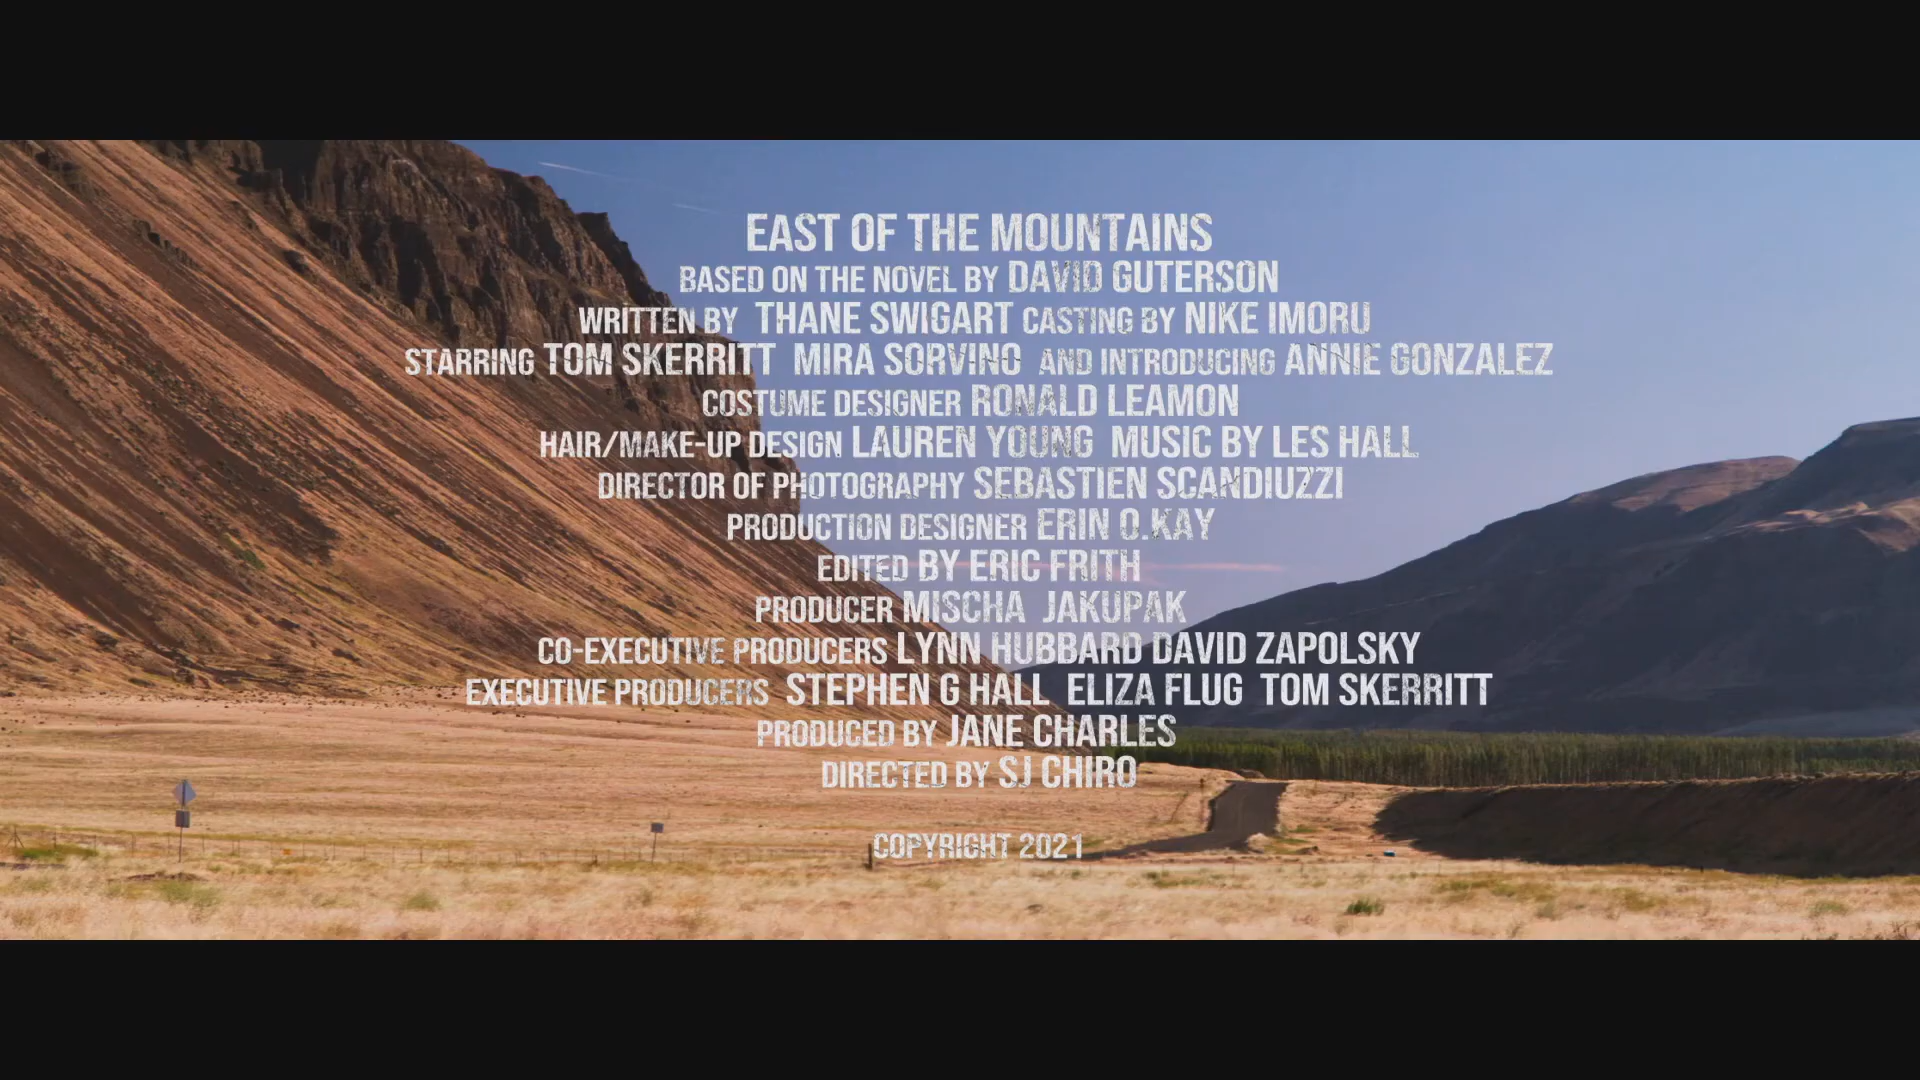 EAST OF THE MOUNTAINS
BASED ON THE NOVEL BY DAVID GUTERSON
WRITTEN BY THANE SWIGART CASTING BY NIKE IMORU
STARRING TOM SKERRITT MIRA SORVINO AND INTRODUCING ANNIE GONZALEZ
COSTUME DESIGNER RONALD LEAMON
HAIR/MAKE-UP DESIGN LAUREN YOUNG MUSIC BY LES HALL
DIRECTOR OF PHOTOGRAPHY SEBASTIEN SCANDIUZZI
PRODUCTION DESIGNER ERIN O.KAY
EDITED BY ERIC FRITH
PRODUCER MISCHA JAKUPAK
CO-EXECUTIVE PRODUCERS LYNN HUBBARD DAVID ZAPOLSKY
EXECUTIVE PRODUCERS STEPHEN G HALL ELIZA FLUG TOM SKERRITT
PRODUCED BY JANE CHARLES
DIRECTED BY SJ CHIRO
COPYRIGHT 2021